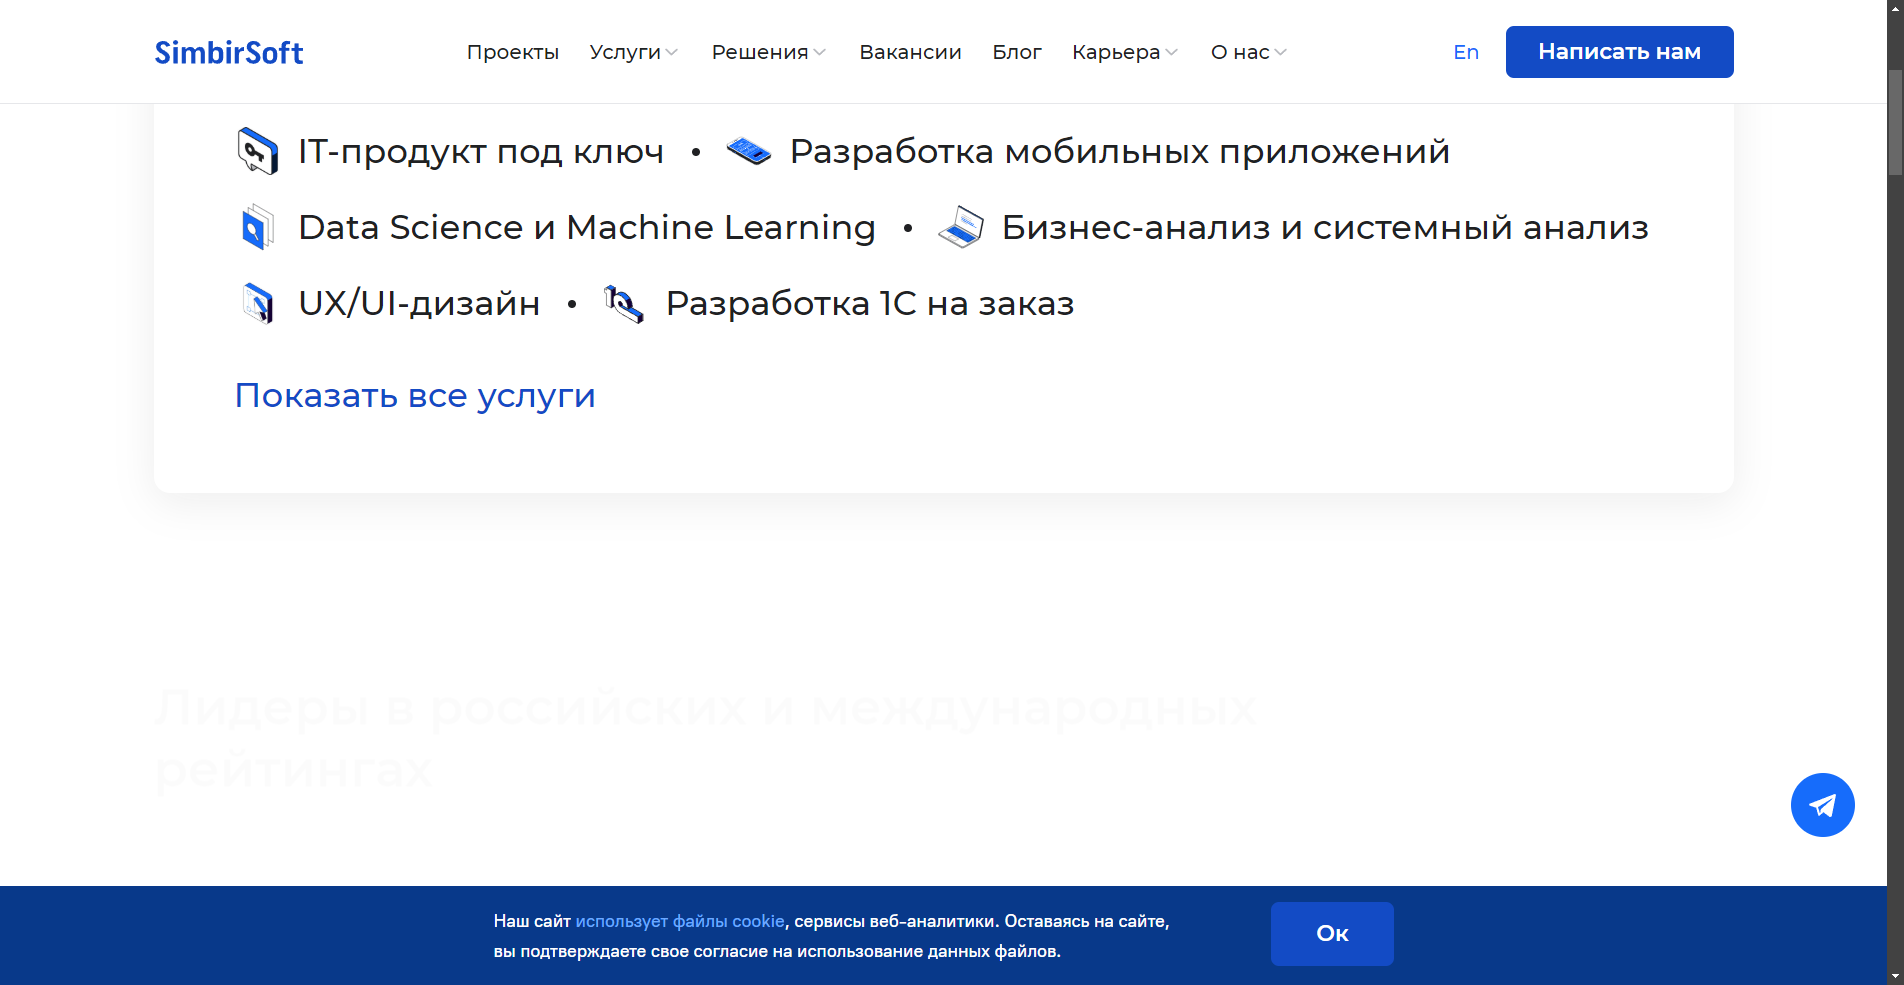 SimbirSoft
Проекты Услуги Решения Вакансии Блог Карьера О нас En Написать нам
IT-продукт под ключ • Разработка мобильных приложений
Data Science и Machine Learning • Бизнес-анализ и системный анализ
UX/UI-дизайн • Разработка 1С на заказ
Показать все услуги
Лидеры в российских и международных
рейтингах
Наш сайт использует файлы cookie, сервисы веб-аналитики. Оставаясь на сайте,
вы подтверждаете свое согласие на использование данных файлов.
Ок